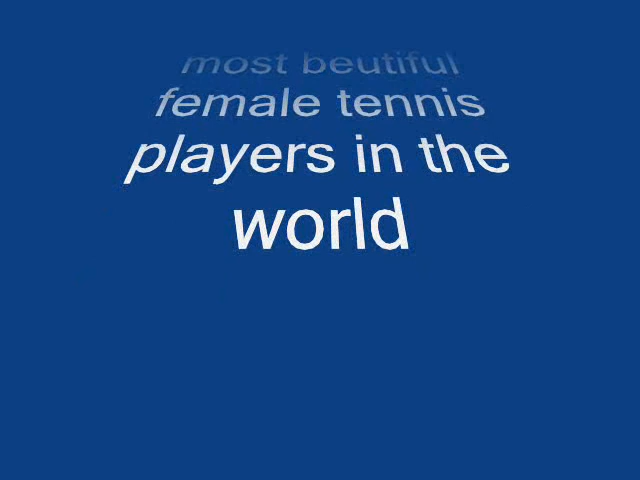 most beutiful
female tennis
players in the
world